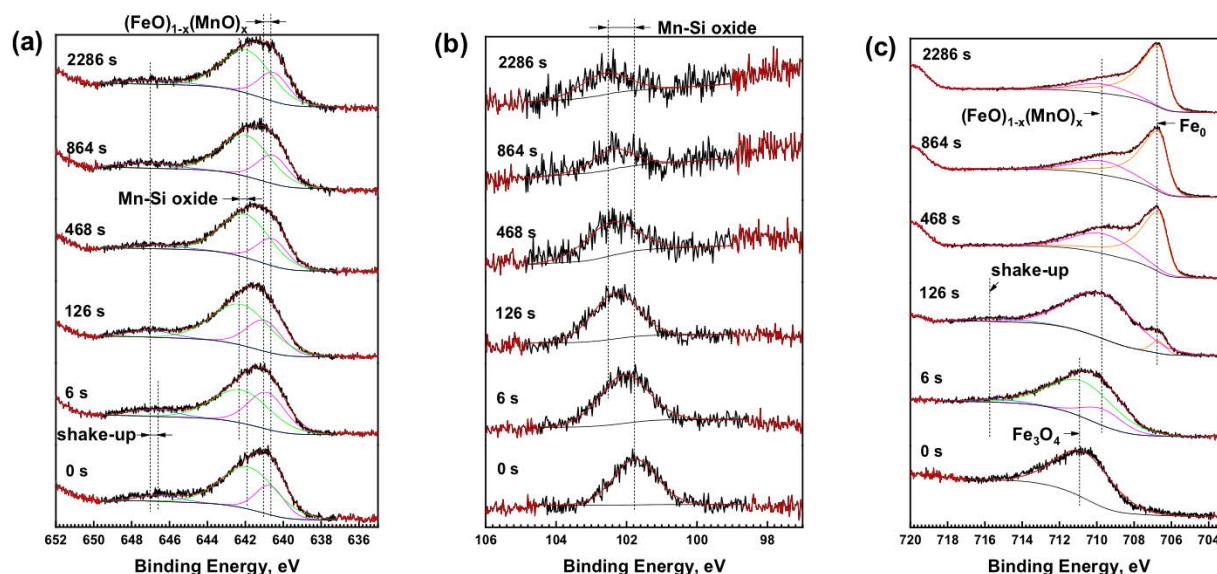 (a)
(FeO)1-x(MnO)x
2286 s
864 s
Mn-Si oxide
468 s
126 s
6 s
shake-up
0 s
652 650 648 646 644 642 640 638 636
Binding Energy, eV
(b)
Mn-Si oxide
2286 s
864 s
468 s
126 s
6 s
0 s
106 104 102 100 98
Binding Energy, eV
(c)
2286 s
(FeO)1-x(MnO)x
Fe0
864 s
468 s
shake-up
126 s
6 s
Fe3O4
0 s
720 718 716 714 712 710 708 706 704
Binding Energy, eV